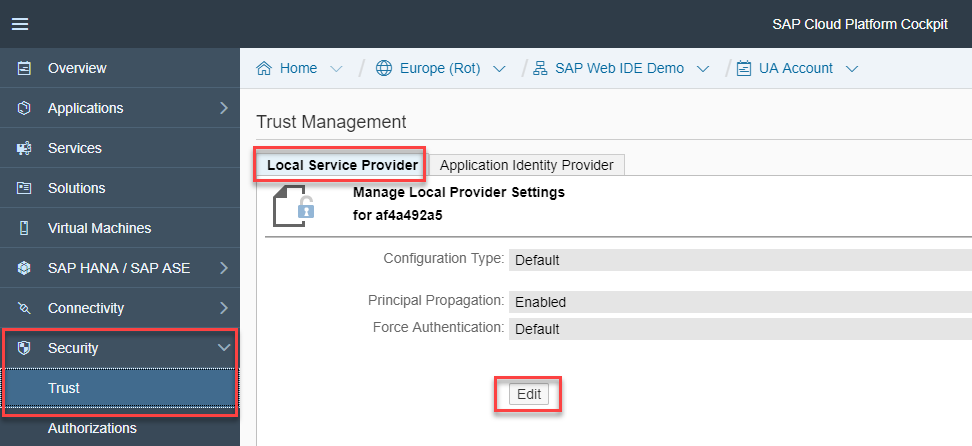 SAP Cloud Platform Cockpit
Overview
Applications
Services
Solutions
Virtual Machines
SAP HANA / SAP ASE
Connectivity
Security
Trust
Authorizations
Home / Europe (Rot) / SAP Web IDE Demo / UA Account
Trust Management
Local Service Provider Application Identity Provider
Manage Local Provider Settings
for af4a492a5
Configuration Type: Default
Principal Propagation: Enabled
Force Authentication: Default
Edit